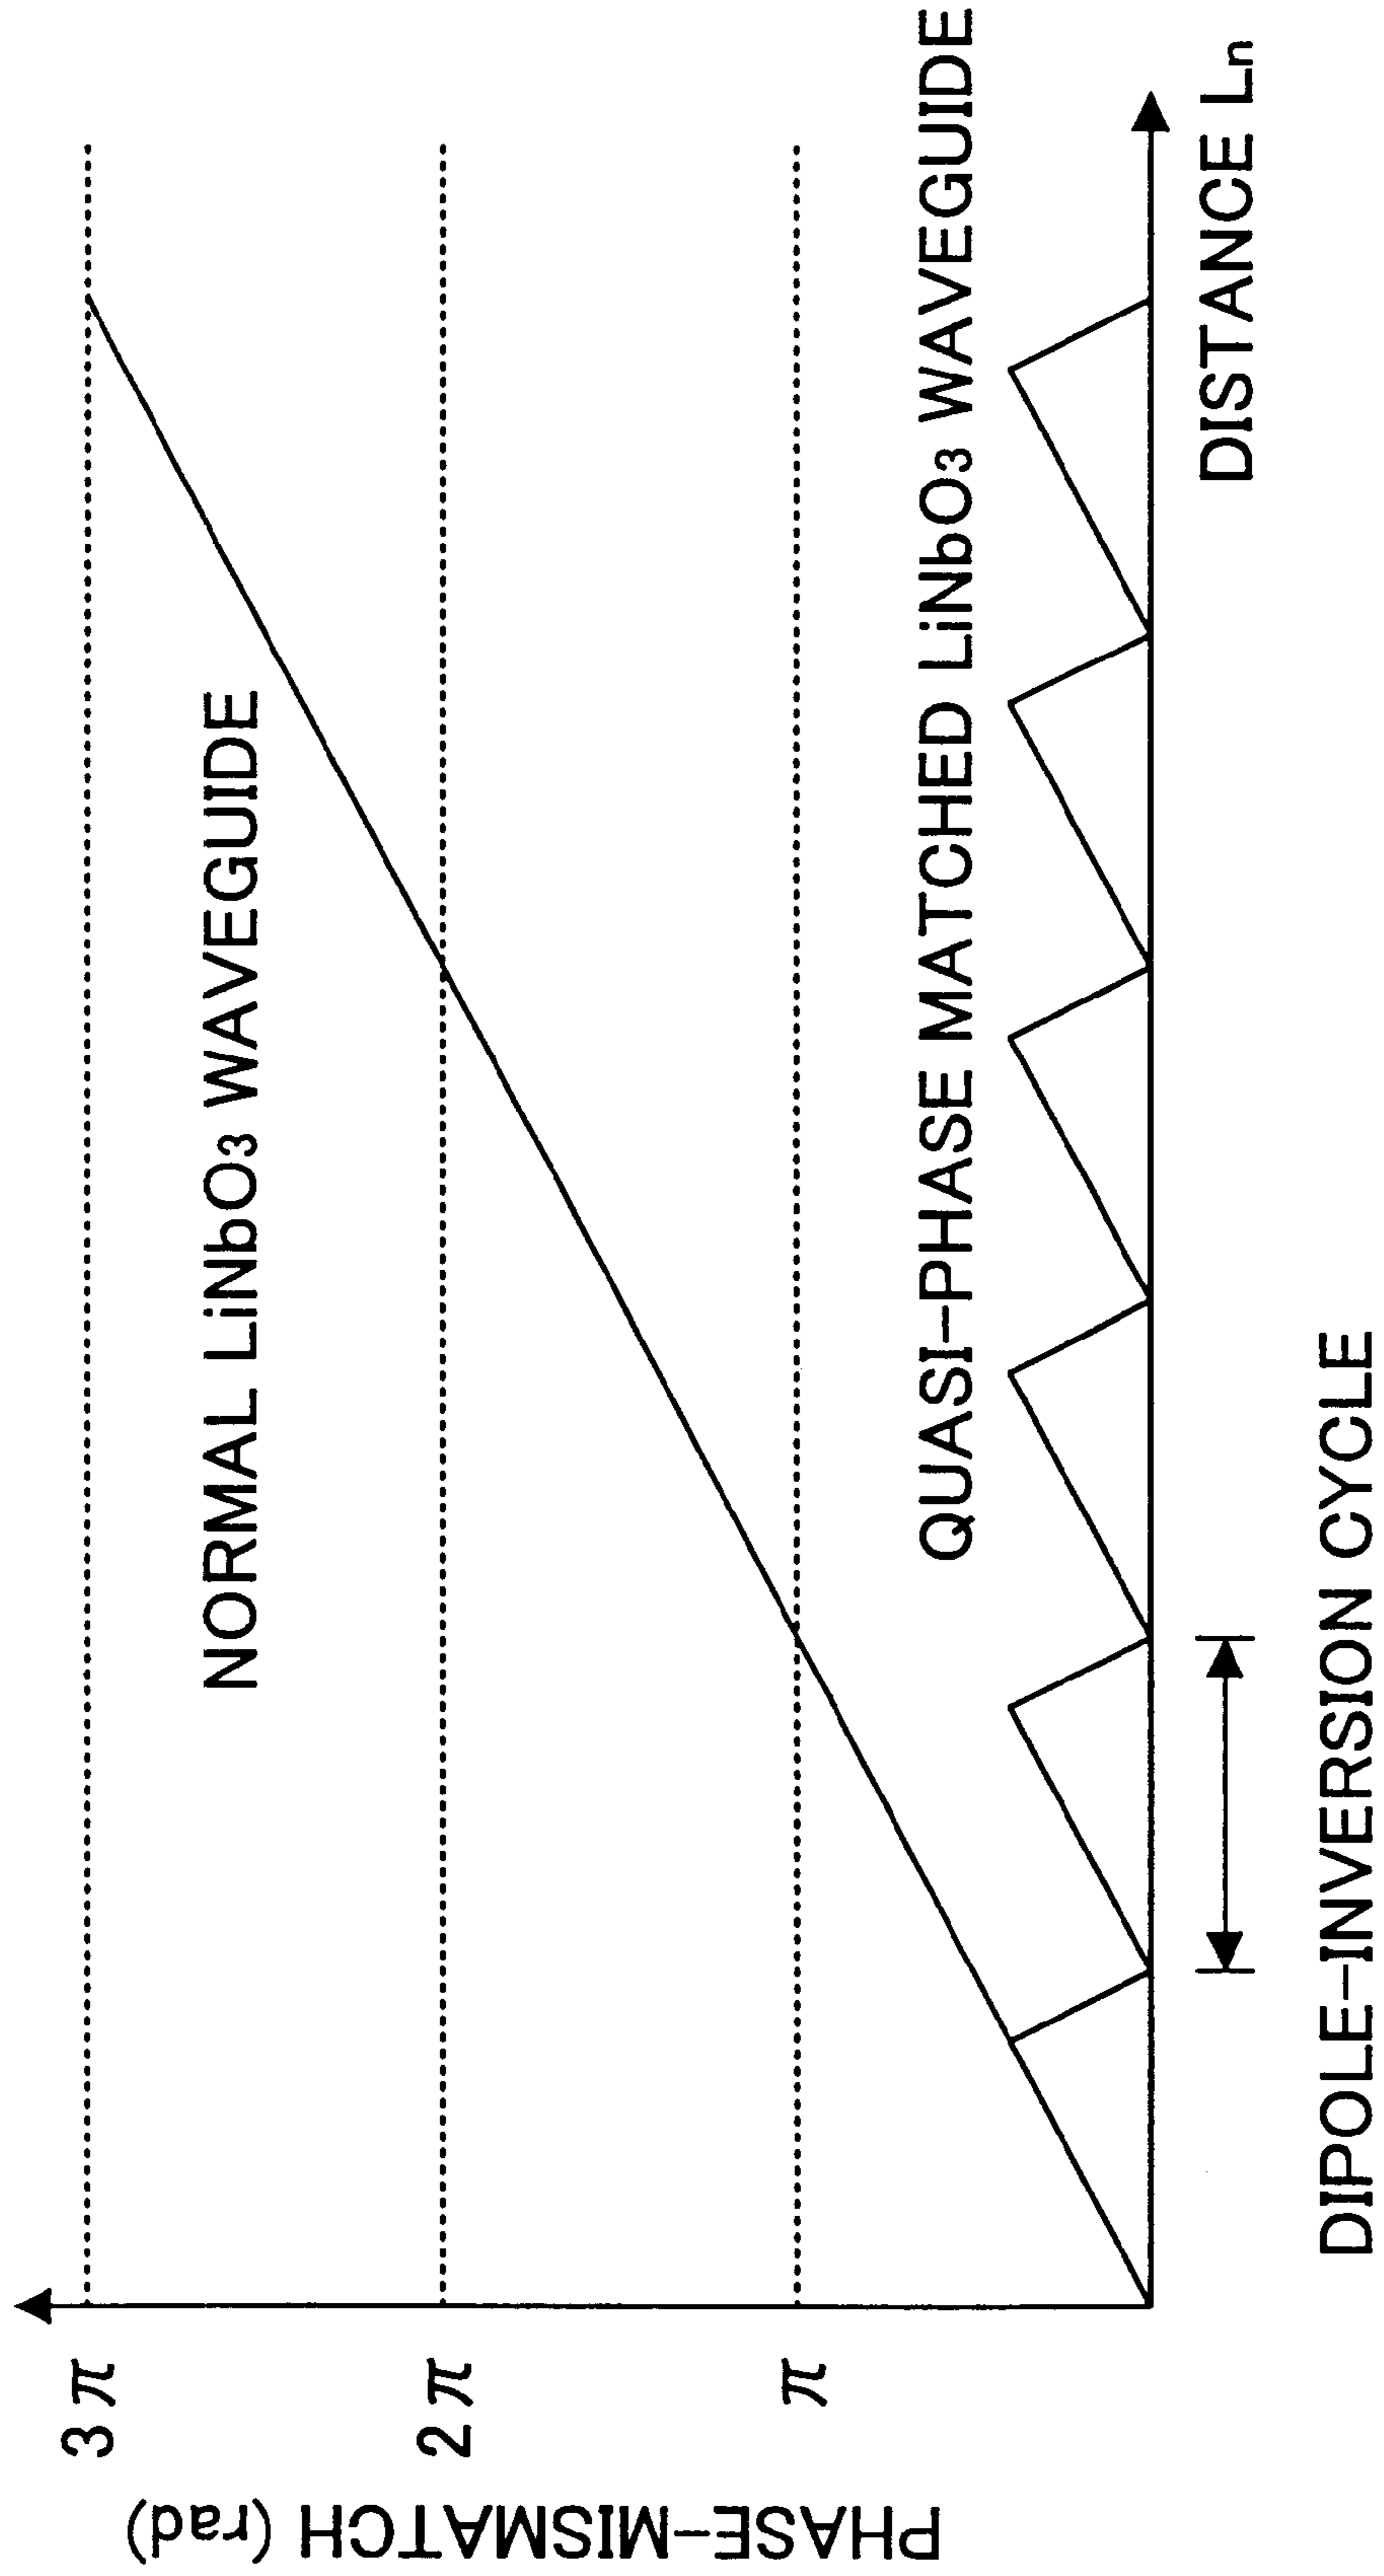 PHASE-MISMATCH (rad)
3π
2π
π
NORMAL LiNbO₃ WAVEGUIDE
QUASI-PHASE MATCHED LiNbO₃ WAVEGUIDE
DISTANCE Lₙ
DIPOLE-INVERSION CYCLE